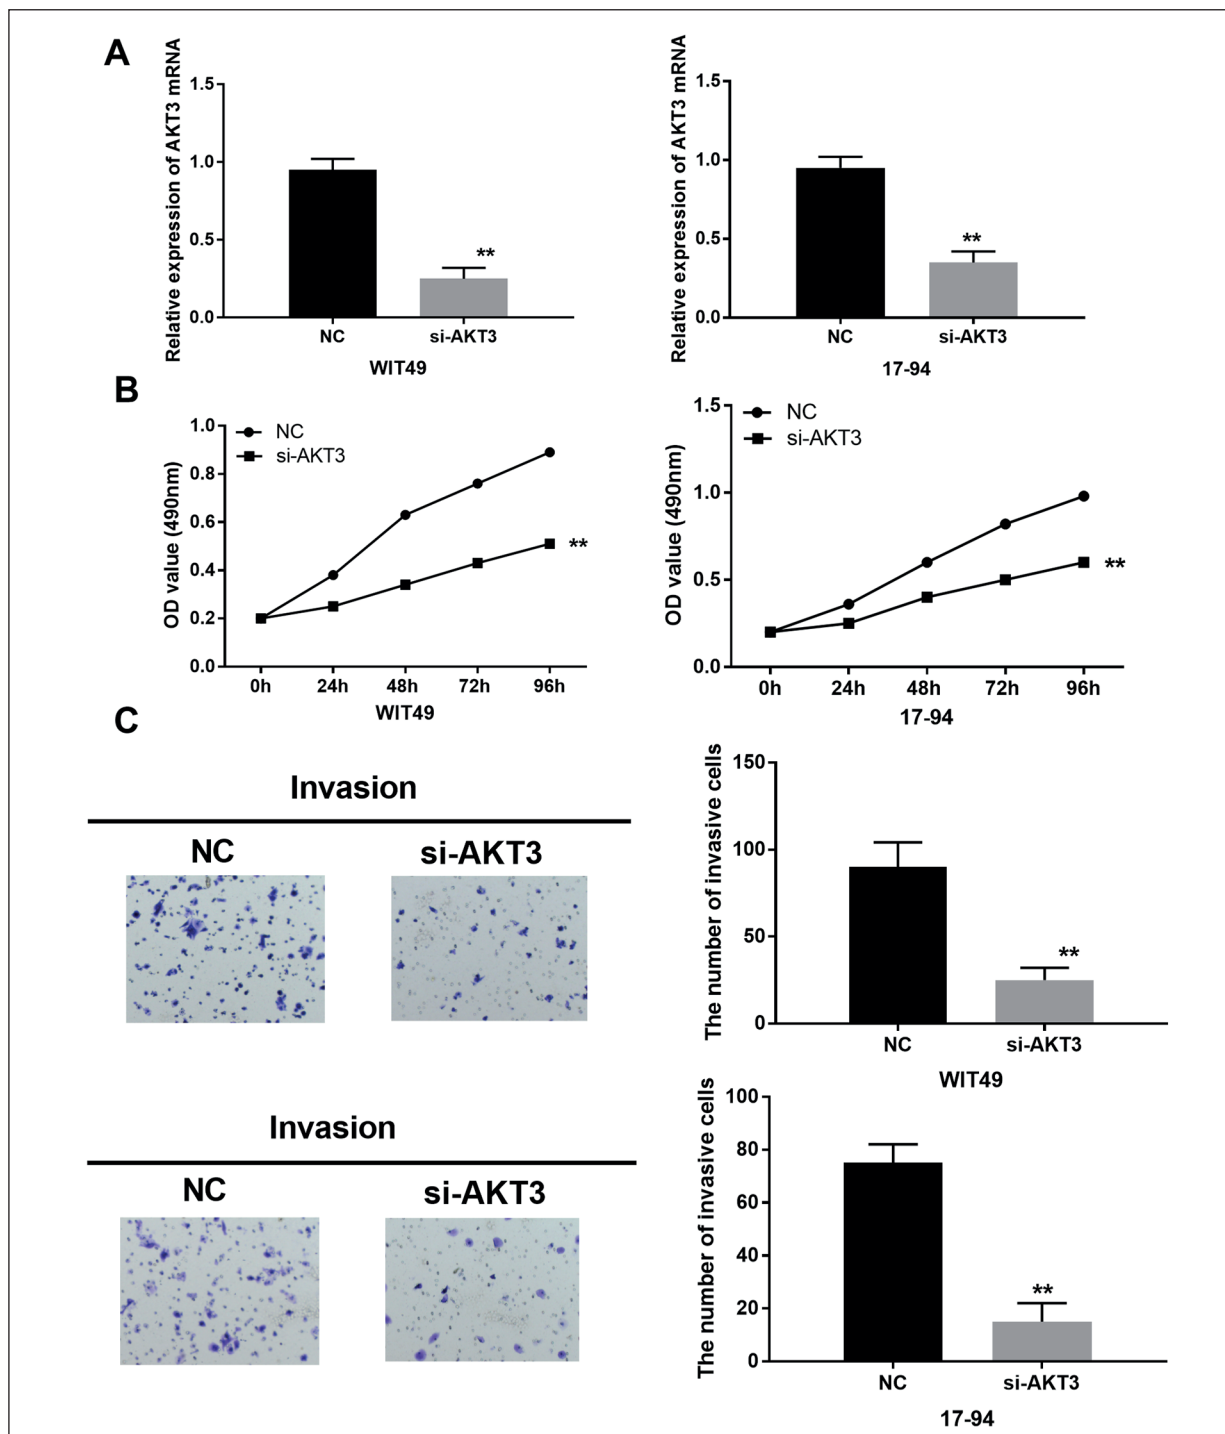 A
Relative expression of AKT3 mRNA
1.5
1.0
0.5
0.0
NC
si-AKT3
**
WIT49
Relative expression of AKT3 mRNA
1.5
1.0
0.5
0.0
NC
si-AKT3
**
17-94
B
OD value (490nm)
1.0
0.8
0.6
0.4
0.2
0.0
NC
si-AKT3
**
0h 24h 48h 72h 96h
WIT49
OD value (490nm)
1.5
1.0
0.5
0.0
NC
si-AKT3
**
0h 24h 48h 72h 96h
17-94
C
Invasion
NC si-AKT3
The number of invasive cells
150
100
50
0
**
NC si-AKT3
WIT49
Invasion
NC si-AKT3
The number of invasive cells
100
80
60
40
20
0
**
NC si-AKT3
17-94